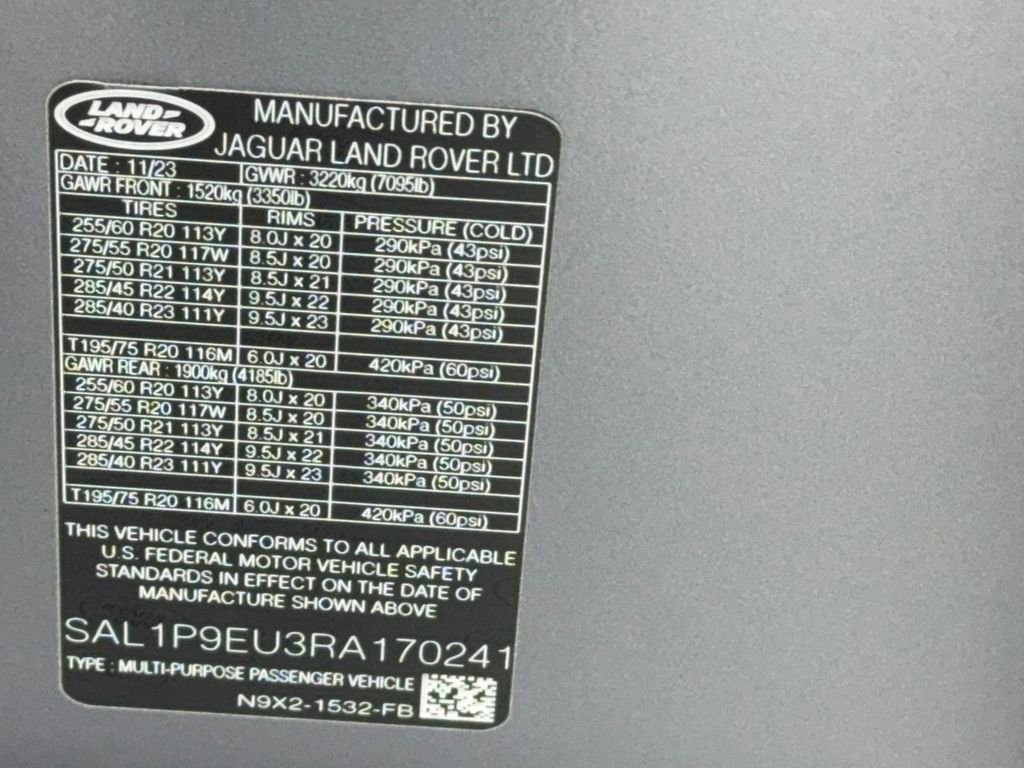 LAND ROVER
MANUFACTURED BY
JAGUAR LAND ROVER LTD
DATE : 11/23 GVWR : 3220kg (7095lb)
GAWR FRONT : 1520kg (3350lb)
TIRES RIMS PRESSURE (COLD)
255/60 R20 113Y 8.0J x 20 290kPa (43psi)
275/55 R20 117W 8.5J x 20 290kPa (43psi)
275/50 R21 113Y 8.5J x 21 290kPa (43psi)
285/45 R22 114Y 9.5J x 22 290kPa (43psi)
285/40 R23 111Y 9.5J x 23 290kPa (43psi)
T195/75 R20 116M 6.0J x 20 420kPa (60psi)
GAWR REAR : 1900kg (4185lb)
255/60 R20 113Y 8.0J x 20 340kPa (50psi)
275/55 R20 117W 8.5J x 20 340kPa (50psi)
275/50 R21 113Y 8.5J x 21 340kPa (50psi)
285/45 R22 114Y 9.5J x 22 340kPa (50psi)
285/40 R23 111Y 9.5J x 23 340kPa (50psi)
T195/75 R20 116M 6.0J x 20 420kPa (60psi)
THIS VEHICLE CONFORMS TO ALL APPLICABLE
U.S. FEDERAL MOTOR VEHICLE SAFETY
STANDARDS IN EFFECT ON THE DATE OF
MANUFACTURE SHOWN ABOVE
SAL1P9EU3RA170241
TYPE : MULTI-PURPOSE PASSENGER VEHICLE
N9X2-1532-FB